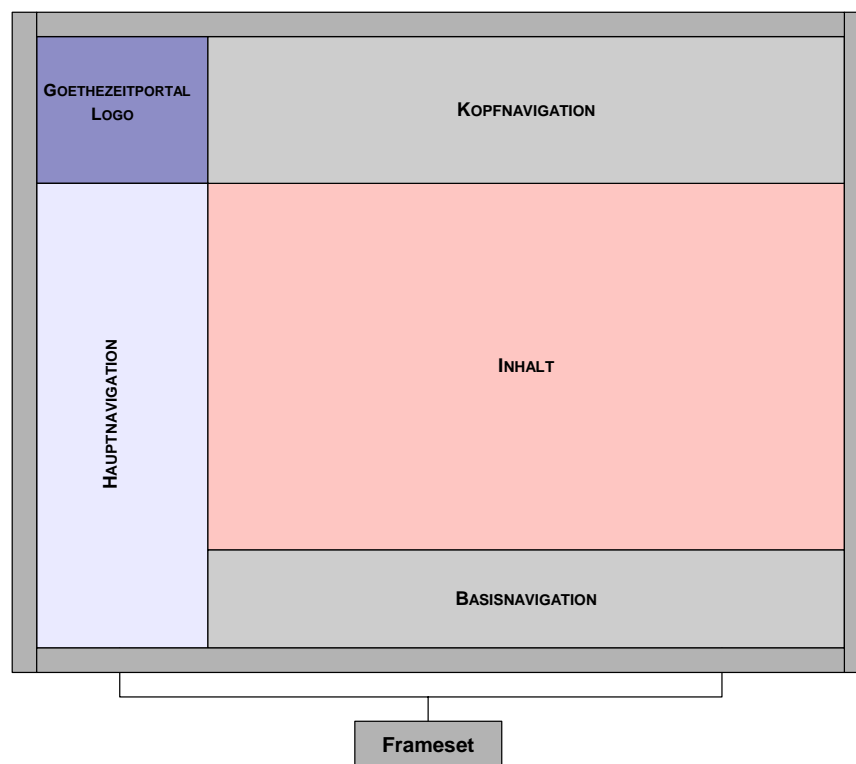 GOETHEZEITPORTAL
LOGO
KOPFNAVIGATION
HAUPTNAVIGATION
INHALT
BASISNAVIGATION
Frameset